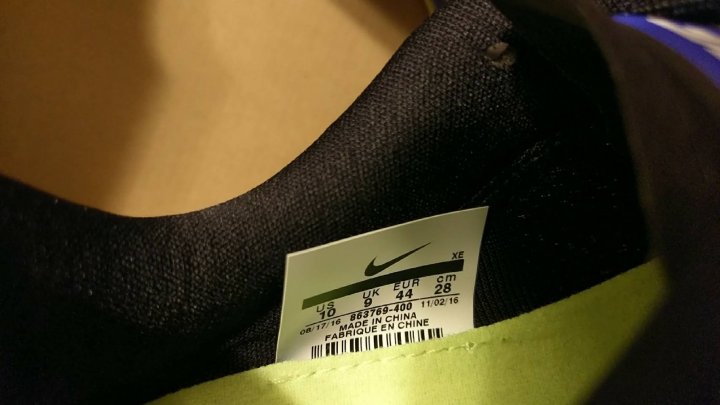 XE
US UK EUR cm
10 9 44 28
08/17/16 863769-400 11/02/16
MADE IN CHINA
FABRIQUE EN CHINE